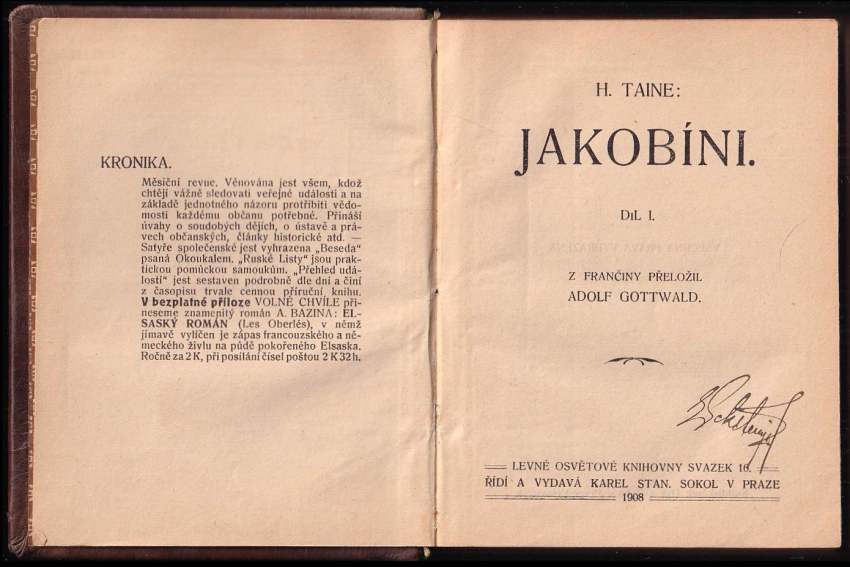 KRONIKA.
Měsíční revue. Věnována jest všem, kdož
chtějí vážně sledovati veřejné události a na
základě jednotného názoru protříbiti vědo-
mosti každému občanu potřebné. Přináší
úvahy o soudobých dějích, o ústavě a prá-
vech občanských, články historické atd. —
Satyře společenské jest vyhrazena „Beseda"
psaná Okoukalem. „Ruské Listy" jsou prak-
tickou pomůckou samoukům. „Přehled udá-
lostí" jest sestaven podrobně dle dní a činí
z časopisu trvale cennou příruční knihu.
V bezplatné příloze VOLNÉ CHVÍLE při-
neseme znamenitý román A. BAZINA: EL-
SASKÝ ROMÁN (Les Oberlés), v němž
jímavě vylíčen je zápas francouzského a ně-
meckého živlu na půdě pokořeného Elsaska.
Ročně za 2 K, při posílání čísel poštou 2 K 32 h.
H. TAINE:
JAKOBÍNI.
DÍL I.
Z FRANČINY PŘELOŽIL
ADOLF GOTTWALD.
LEVNÉ OSVĚTOVÉ KNIHOVNY SVAZEK 16.
ŘÍDÍ A VYDAVÁ KAREL STAN. SOKOL V PRAZE
1908